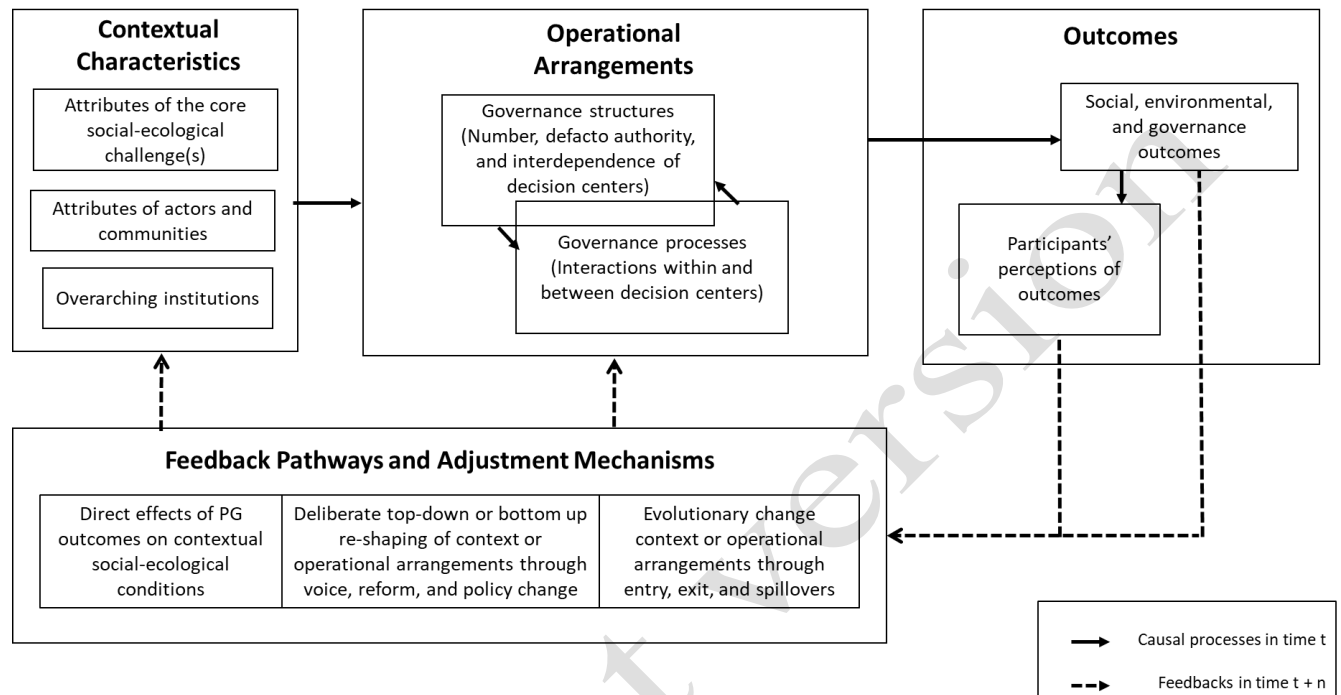 Contextual
Characteristics
Attributes of the core
social-ecological
challenge(s)
Attributes of actors and
communities
Overarching institutions
Operational
Arrangements
Governance structures
(Number, defacto authority,
and interdependence of
decision centers)
Governance processes
(Interactions within and
between decision centers)
Outcomes
Social, environmental,
and governance
outcomes
Participants’
perceptions of
outcomes
Feedback Pathways and Adjustment Mechanisms
Direct effects of PG
outcomes on contextual
social-ecological
conditions
Deliberate top-down or bottom up
re-shaping of context or
operational arrangements through
voice, reform, and policy change
Evolutionary change
context or operational
arrangements through
entry, exit, and spillovers
Causal processes in time t
Feedbacks in time t + n
version